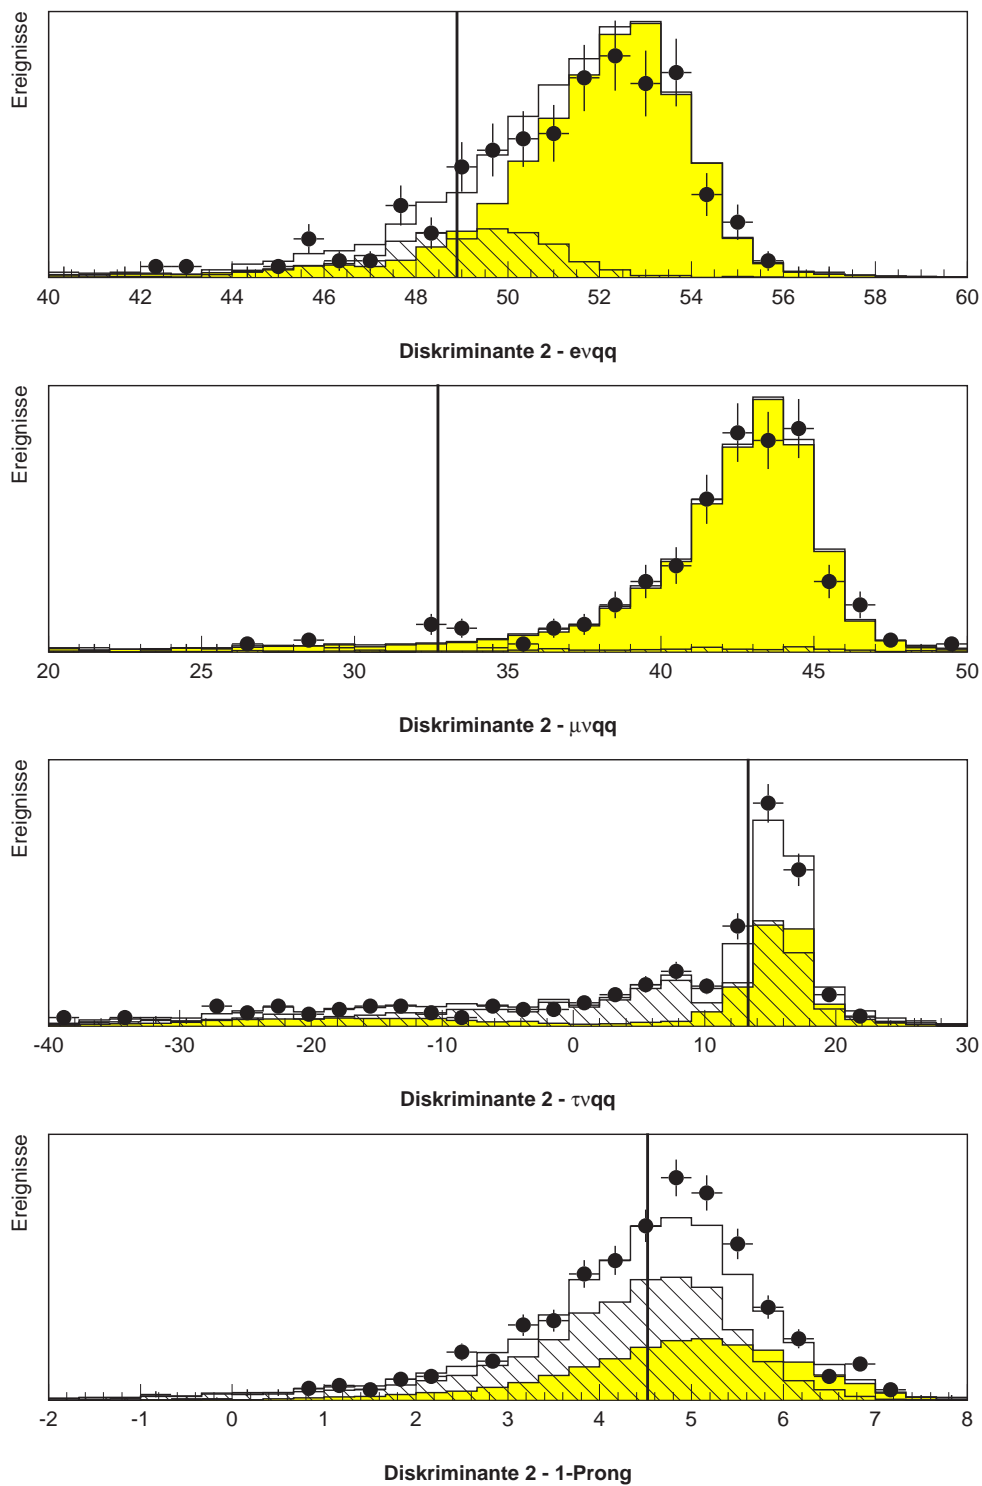 Ereignisse
40 42 44 46 48 50 52 54 56 58 60
Diskriminante 2 - eνqq
Ereignisse
20 25 30 35 40 45 50
Diskriminante 2 - μνqq
Ereignisse
-40 -30 -20 -10 0 10 20 30
Diskriminante 2 - τνqq
Ereignisse
-2 -1 0 1 2 3 4 5 6 7 8
Diskriminante 2 - 1-Prong